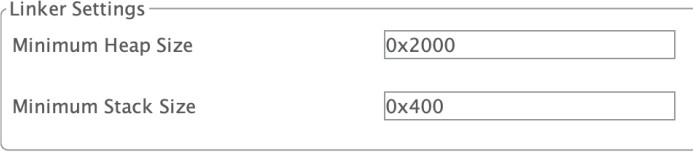 Linker Settings
Minimum Heap Size 0x2000
Minimum Stack Size 0x400